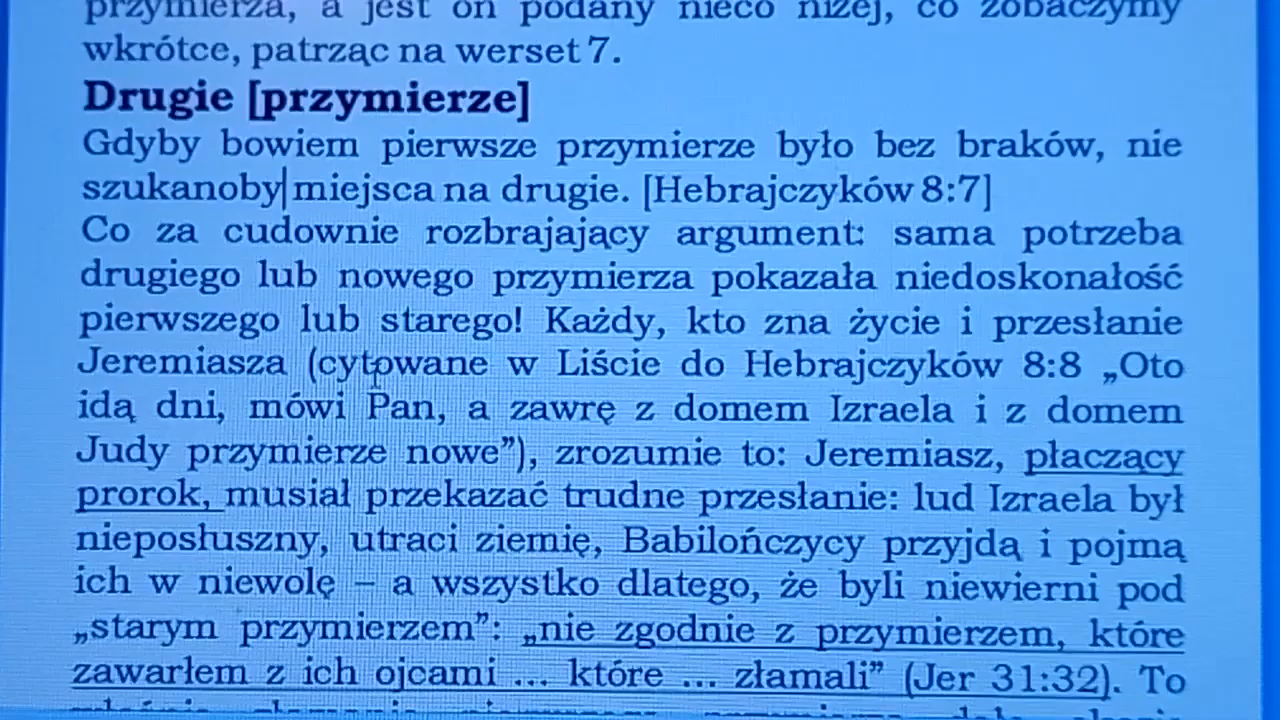 przymierza, a jest on podany nieco niżej, co zobaczymy
wkrótce, patrząc na werset 7.
Drugie [przymierze]
Gdyby bowiem pierwsze przymierze było bez braków, nie
szukanoby miejsca na drugie. [Hebrajczyków 8:7]
Co za cudownie rozbrajający argument: sama potrzeba
drugiego lub nowego przymierza pokazała niedoskonałość
pierwszego lub starego! Każdy, kto zna życie i przesłanie
Jeremiasza (cytowane w Liście do Hebrajczyków 8:8 „Oto
idą dni, mówi Pan, a zawrę z domem Izraela i z domem
Judy przymierze nowe”), zrozumie to: Jeremiasz, płaczący
prorok, musiał przekazać trudne przesłanie: lud Izraela był
nieposłuszny, utraci ziemię, Babilończycy przyjdą i pojmą
ich w niewolę – a wszystko dlatego, że byli niewierni pod
„starym przymierzem”: „nie zgodnie z przymierzem, które
zawarłem z ich ojcami ... które ... złamali” (Jer 31:32). To